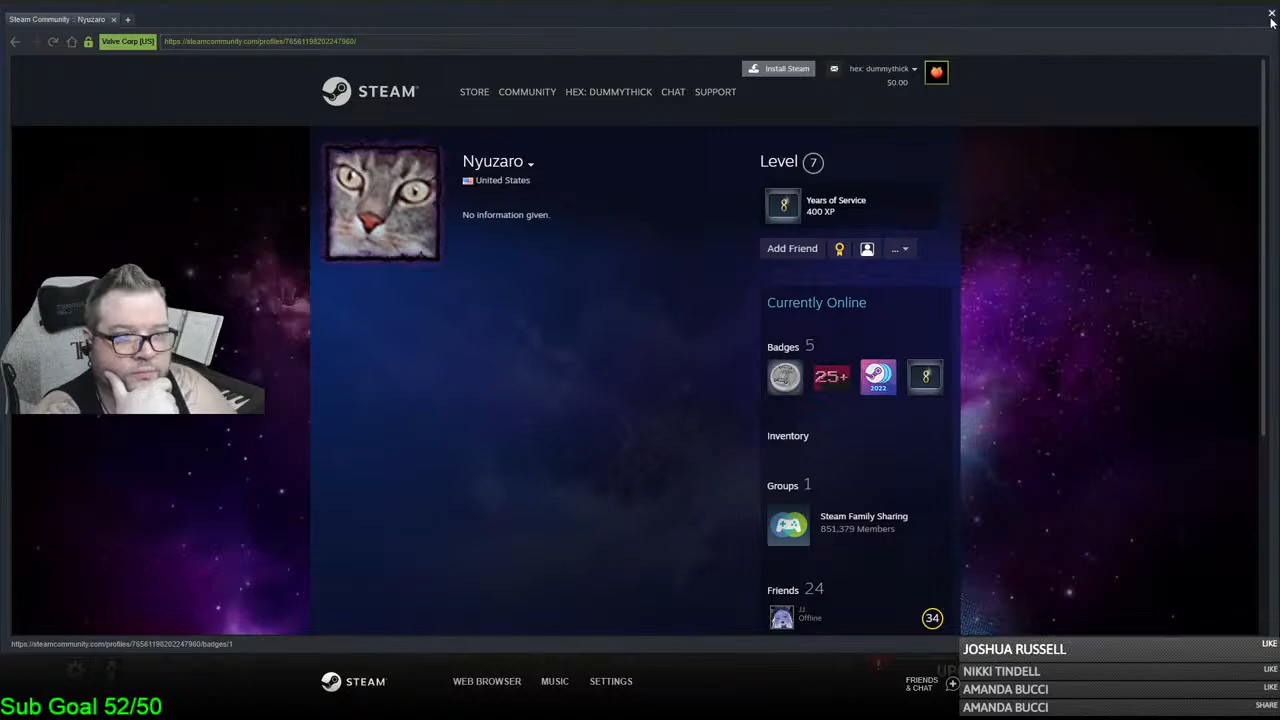 Steam Community :: Nyuzaro
Valve Corp [US]
https://steamcommunity.com/profiles/76561198202247960/
Install Steam
hex: dummythick
$0.00
STEAM
STORE COMMUNITY HEX: DUMMYTHICK CHAT SUPPORT
Nyuzaro
United States
No information given.
Level 7
8
Years of Service
400 XP
Add Friend
...
Currently Online
Badges 5
25+
2022
8
Inventory
Groups 1
Steam Family Sharing
851,379 Members
Friends 24
JJ
Offline
34
https://steamcommunity.com/profiles/76561198202247960/badges/1
JOSHUA RUSSELL LIKE
NIKKI TINDELL LIKE
AMANDA BUCCI LIKE
AMANDA BUCCI SHARE
STEAM
WEB BROWSER MUSIC SETTINGS
FRIENDS
& CHAT
Sub Goal 52/50